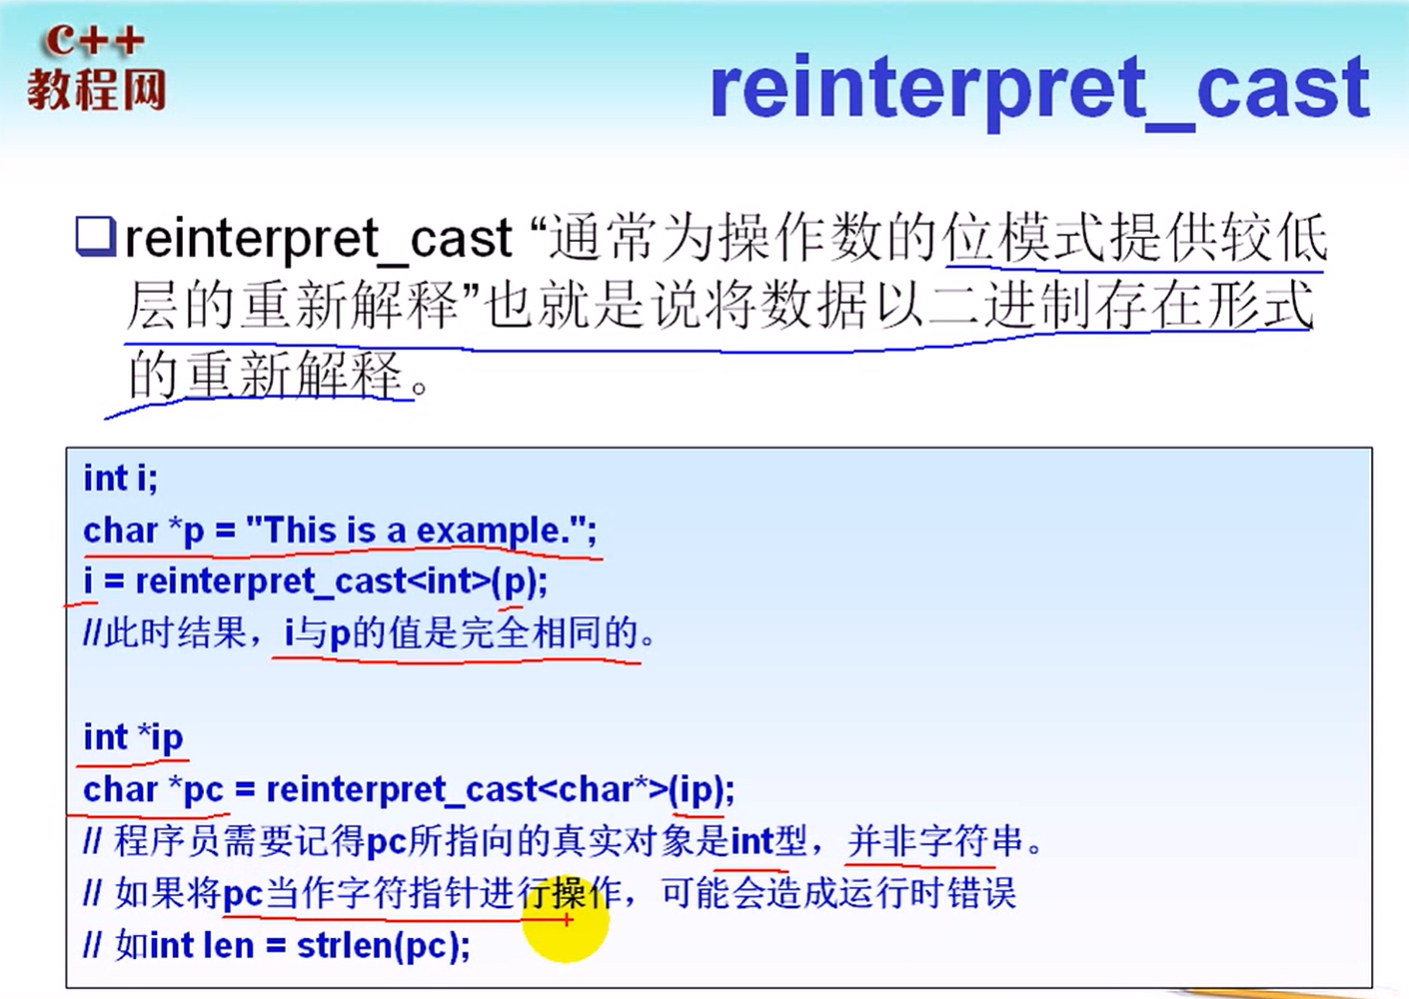 C++
教程网
reinterpret_cast
reinterpret_cast “通常为操作数的位模式提供较低
层的重新解释”也就是说将数据以二进制存在形式
的重新解释。
int i;
char *p = "This is a example.";
i = reinterpret_cast<int>(p);
//此时结果，i与p的值是完全相同的。
int *ip
char *pc = reinterpret_cast<char*>(ip);
// 程序员需要记得pc所指向的真实对象是int型，并非字符串。
// 如果将pc当作字符指针进行操作，可能会造成运行时错误
// 如int len = strlen(pc);